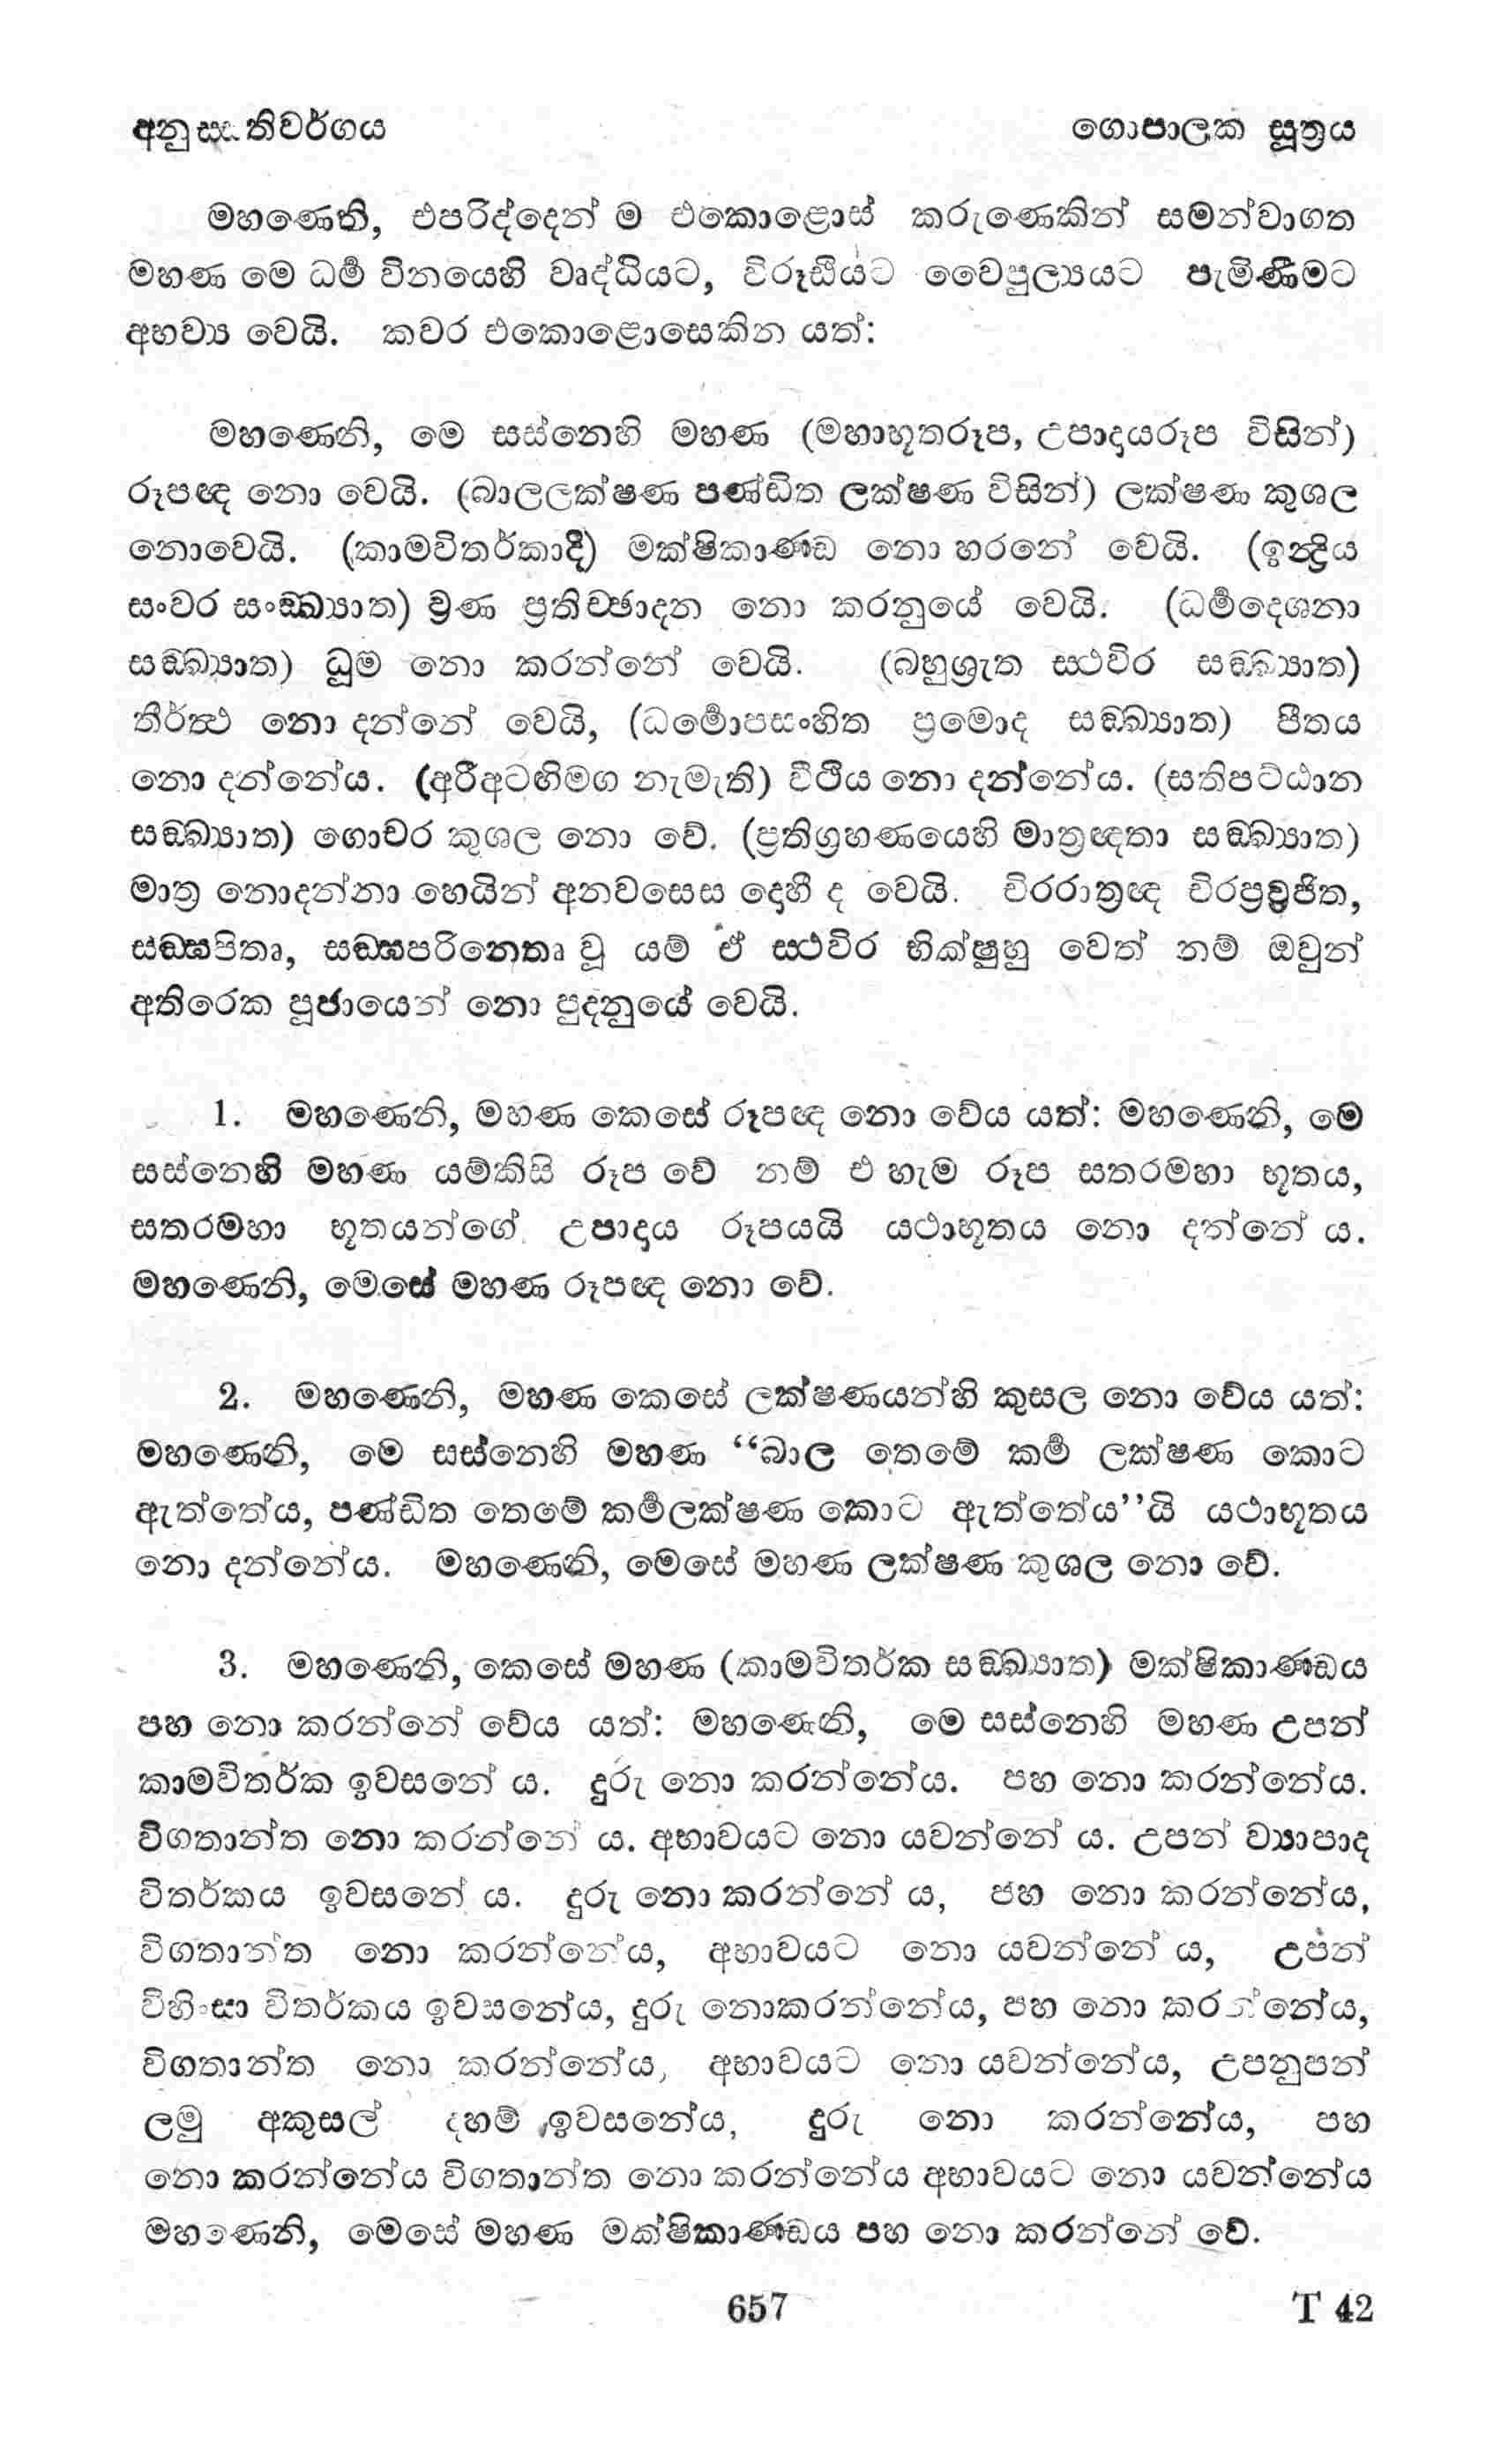 අනුස්සතිවර්ගය
ගොපාලක සූත්‍රය
මහණෙනි, එපරිද්දෙන් ම එකොළොස් කරුණෙකින් සමන්වාගත
මහණ මෙ ධර්‍ම විනයෙහි වෘද්ධියට, විරූඪියට වෛපුල්‍යයට පැමිණීමට
අභව්‍ය වෙයි. කවර එකොළොසෙකින යත්:
මහණෙනි, මෙ සස්නෙහි මහණ (මහාභූතරූප, උපාදායරූප විසින්)
රූපඥ නො වෙයි. (බාලලක්ෂණ පණ්ඩිත ලක්ෂණ විසින්) ලක්ෂණ කුශල
නොවෙයි. (කාමවිතර්කාදී) මක්ෂිකාණ්ඩ නො හරනේ වෙයි. (ඉන්‍ද්‍රිය
සංවර සංඞ්ඛ්‍යාත) ව්‍රණ ප්‍රතිච්ඡාදන නො කරනුයේ වෙයි. (ධර්‍මදෙශනා
සඞ්ඛ්‍යාත) ධූම නො කරන්නේ වෙයි. (බහුශ්‍රැත ස්ථවිර සඞ්ඛ්‍යාත)
තීර්ත්‍ථ නො දන්නේ වෙයි, (ධර්‍මොපසංහිත ප්‍රමොද සඞ්ඛ්‍යාත) පීතය
නො දන්නේය. (අරීඅටඟිමග නැමැති) වීථිය නො දන්නේය. (සතිපට්ඨාන
සඞ්ඛ්‍යාත) ගොචර කුශල නො වේ. (ප්‍රතිග්‍රහණයෙහි මාත්‍රඥතා සඞ්ඛ්‍යාත)
මාත්‍ර නොදන්නා හෙයින් අනවසෙස දොහී ද වෙයි. චිරරාත්‍රඥ චිරප්‍රව්‍රජිත,
සඞ්ඝපිතෘ, සඞ්ඝපරිනෙතෘ වූ යම් ඒ ස්ථවිර භික්ෂුහු වෙත් නම් ඔවුන්
අතිරෙක පූජායෙන් නො පුදනුයේ වෙයි.
1. මහණෙනි, මහණ කෙසේ රූපඥ නො වේය යත්: මහණෙනි, මෙ
සස්නෙහි මහණ යම්කිසි රූප වේ නම් එ හැම රූප සතරමහා භූතය,
සතරමහා භූතයන්ගේ උපාදාය රූපයයි යථාභූතය නො දන්නේ ය.
මහණෙනි, මෙසේ මහණ රූපඥ නො වේ.
2. මහණෙනි, මහණ කෙසේ ලක්ෂණයන්හි කුසල නො වේය යත්:
මහණෙනි, මෙ සස්නෙහි මහණ “බාල තෙමේ කර්‍ම ලක්ෂණ කොට
ඇත්තේය, පණ්ඩිත තෙමේ කර්‍මලක්ෂණ කොට ඇත්තේය”යි යථාභූතය
නො දන්නේය. මහණෙනි, මෙසේ මහණ ලක්ෂණ කුශල නො වේ.
3. මහණෙනි, කෙසේ මහණ (කාමවිතර්ක සඞ්ඛ්‍යාත) මක්ෂිකාණ්ඩය
පහ නො කරන්නේ වේය යත්: මහණෙනි, මෙ සස්නෙහි මහණ උපන්
කාමවිතර්ක ඉවසනේ ය. දුරු නො කරන්නේය. පහ නො කරන්නේය.
විගතාන්ත නො කරන්නේ ය. අභාවයට නො යවන්නේ ය. උපන් ව්‍යාපාද
විතර්කය ඉවසනේ ය. දුරු නො කරන්නේ ය, පහ නො කරන්නේය,
විගතාන්ත නො කරන්නේය, අභාවයට නො යවන්නේ ය, උපන්
විහිංසා විතර්කය ඉවසනේය, දුරු නොකරන්නේය, පහ නො කරන්නේය,
විගතාන්ත නො කරන්නේය, අභාවයට නො යවන්නේය, උපනුපන්
ලමු අකුසල් දහම් ඉවසනේය, දුරු නො කරන්නේය, පහ
නො කරන්නේය විගතාන්ත නො කරන්නේය අභාවයට නො යවන්නේය
මහණෙනි, මෙසේ මහණ මක්ෂිකාණ්ඩය පහ නො කරන්නේ වේ.
657
T 42